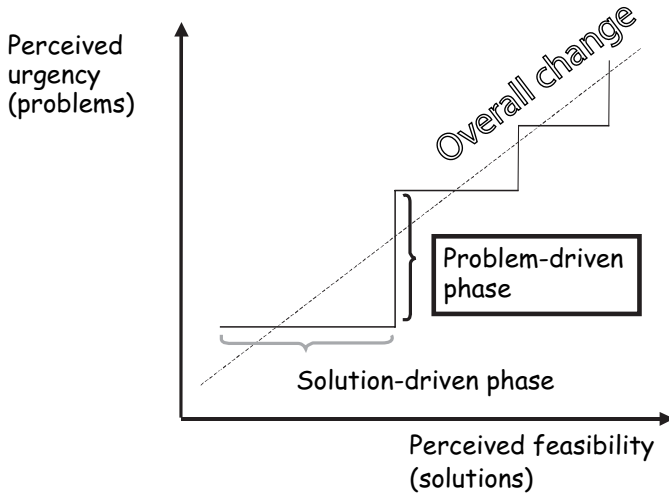 Perceived
urgency
(problems)
Overall change
Problem-driven
phase
Solution-driven phase
Perceived feasibility
(solutions)